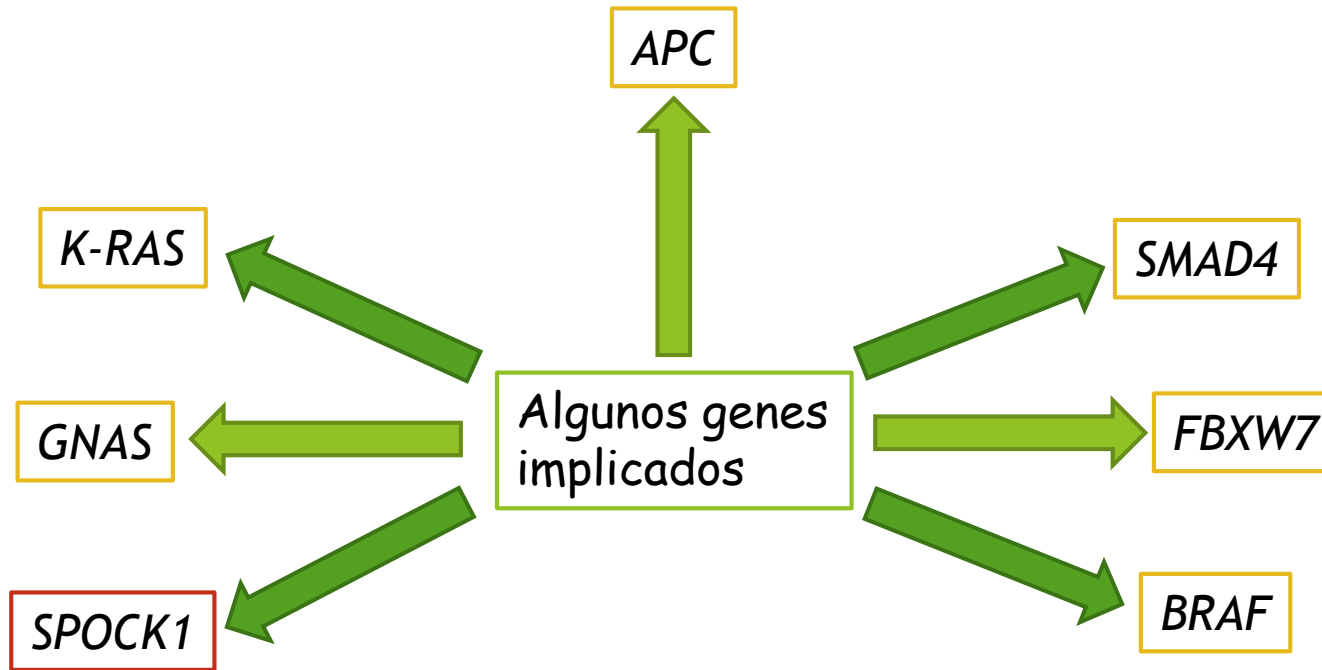 APC
K-RAS
SMAD4
GNAS
Algunos genes
implicados
FBXW7
SPOCK1
BRAF